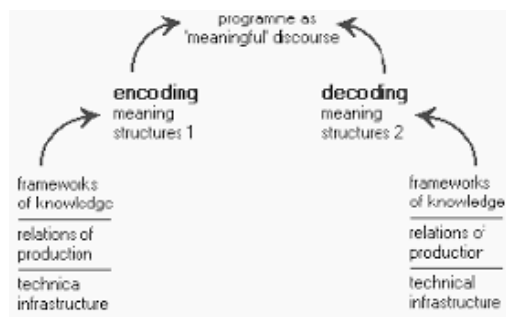 programme as
'meaningful' discourse
encoding
meaning
structures 1
decoding
meaning
structures 2
frameworks
of knowledge
relations of
production
technica
infrastructure
frameworks
of knowledge
relations of
production
technical
infrastructure